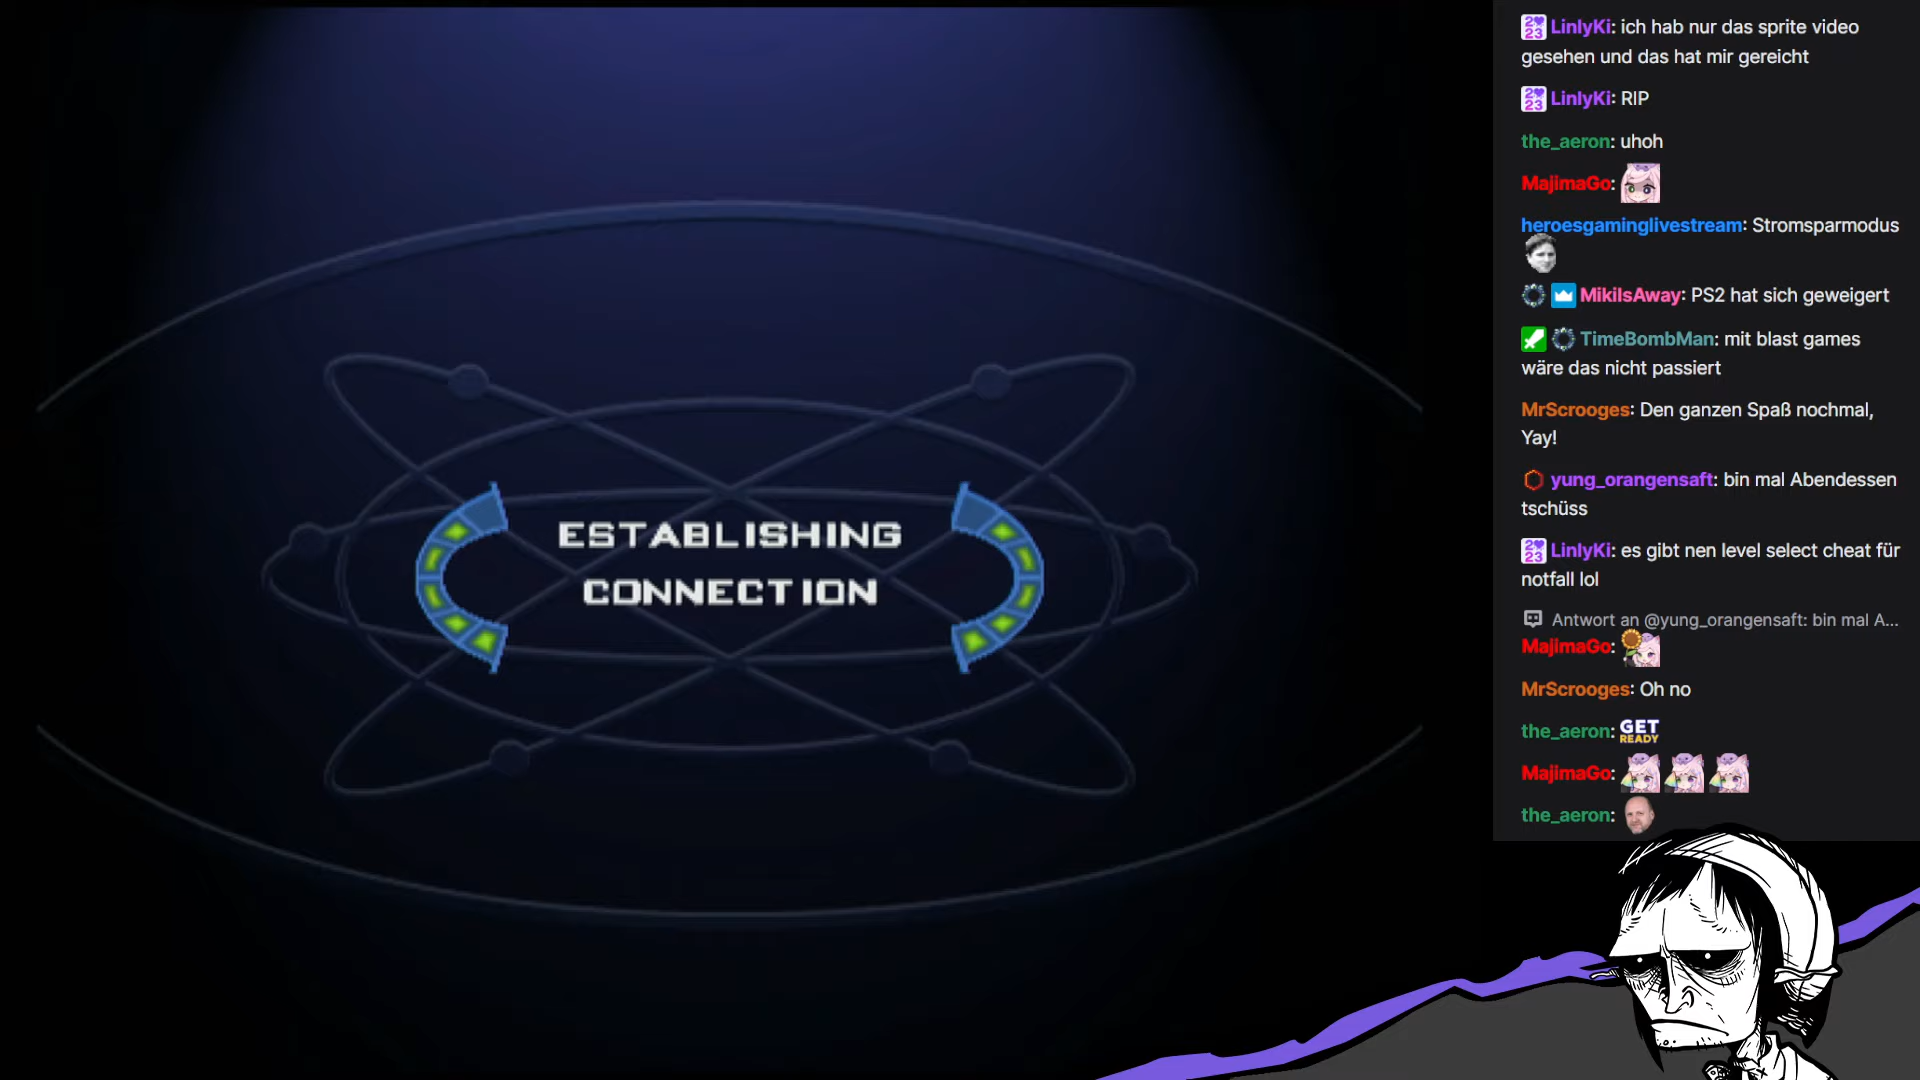 ESTABLISHING
CONNECTION
LinlyKi: ich hab nur das sprite video
gesehen und das hat mir gereicht
LinlyKi: RIP
the_aeron: uhoh
MajimaGo:
heroesgaminglivestream: Stromsparmodus
MikiIsAway: PS2 hat sich geweigert
TimeBombMan: mit blast games
wäre das nicht passiert
MrScrooges: Den ganzen Spaß nochmal,
Yay!
yung_orangensaft: bin mal Abendessen
tschüss
LinlyKi: es gibt nen level select cheat für
notfall lol
Antwort an @yung_orangensaft: bin mal A...
MajimaGo:
MrScrooges: Oh no
the_aeron: GET
READY
MajimaGo:
the_aeron: